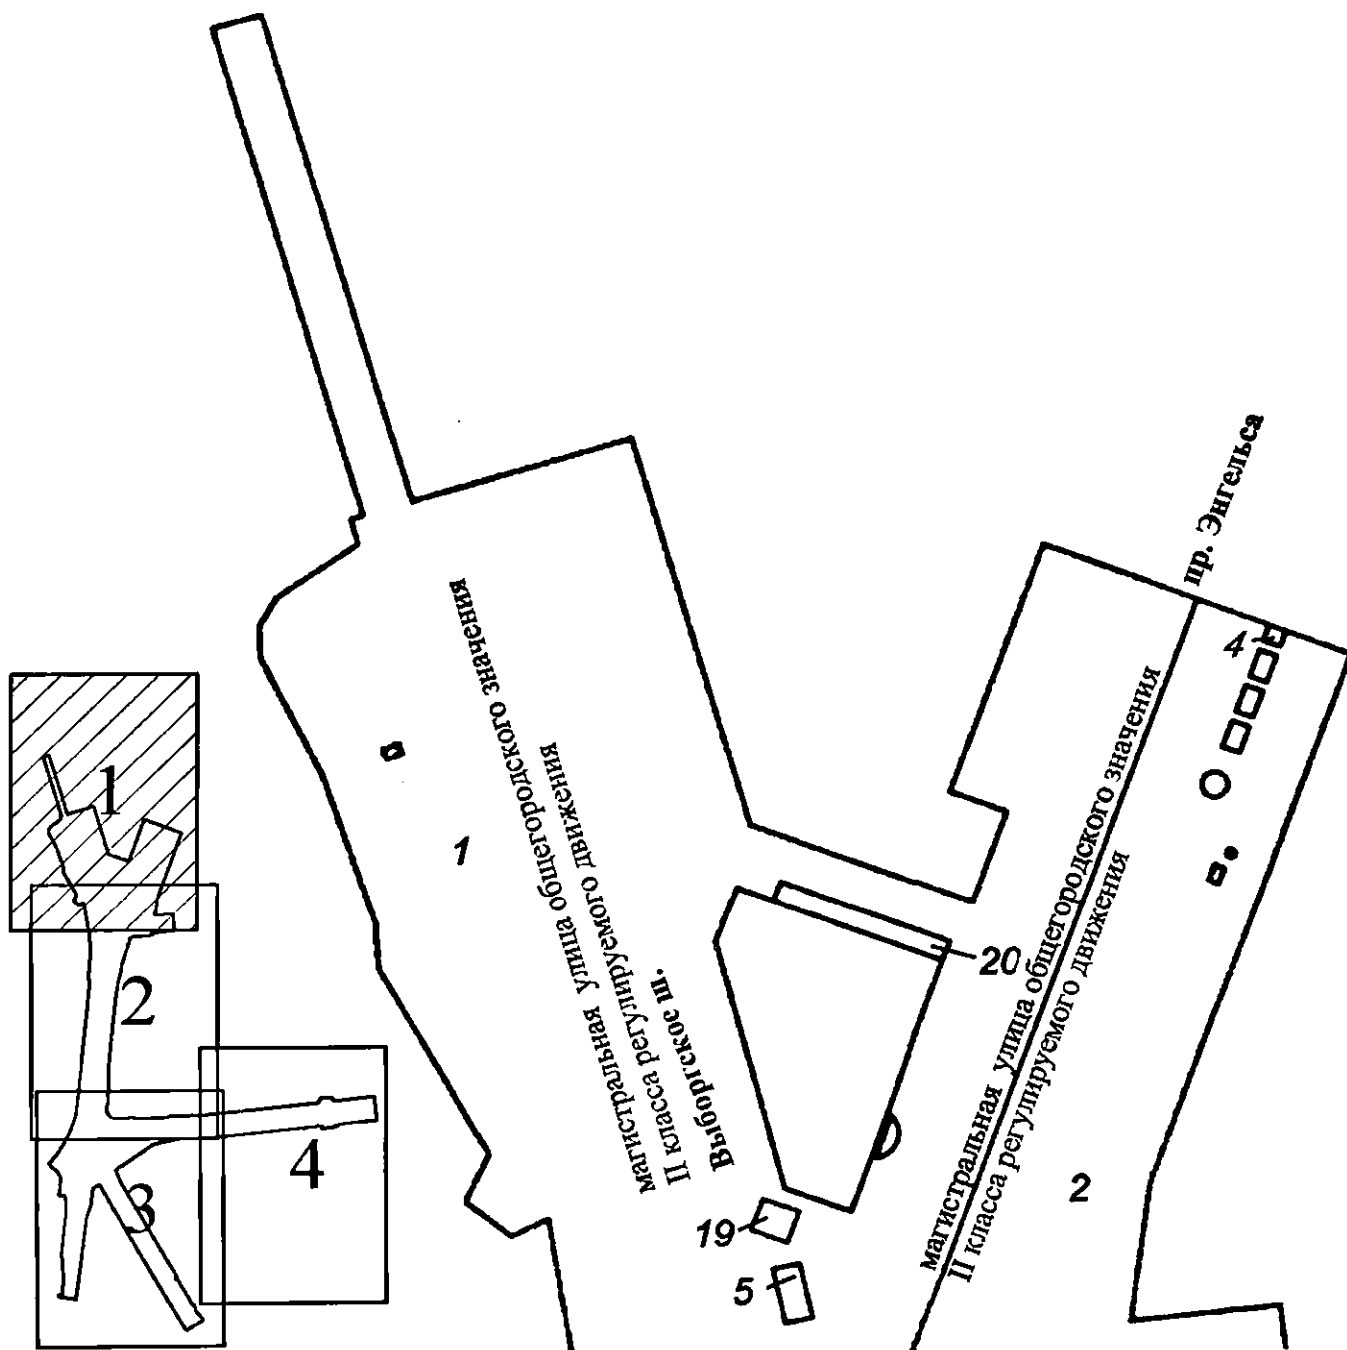 пр. Энгельса
4
магистральная улица общегородского значения
II класса регулируемого движения
Выборгское ш.
1
магистральная улица общегородского значения
II класса регулируемого движения
2
20
19
5
1
2
3
4